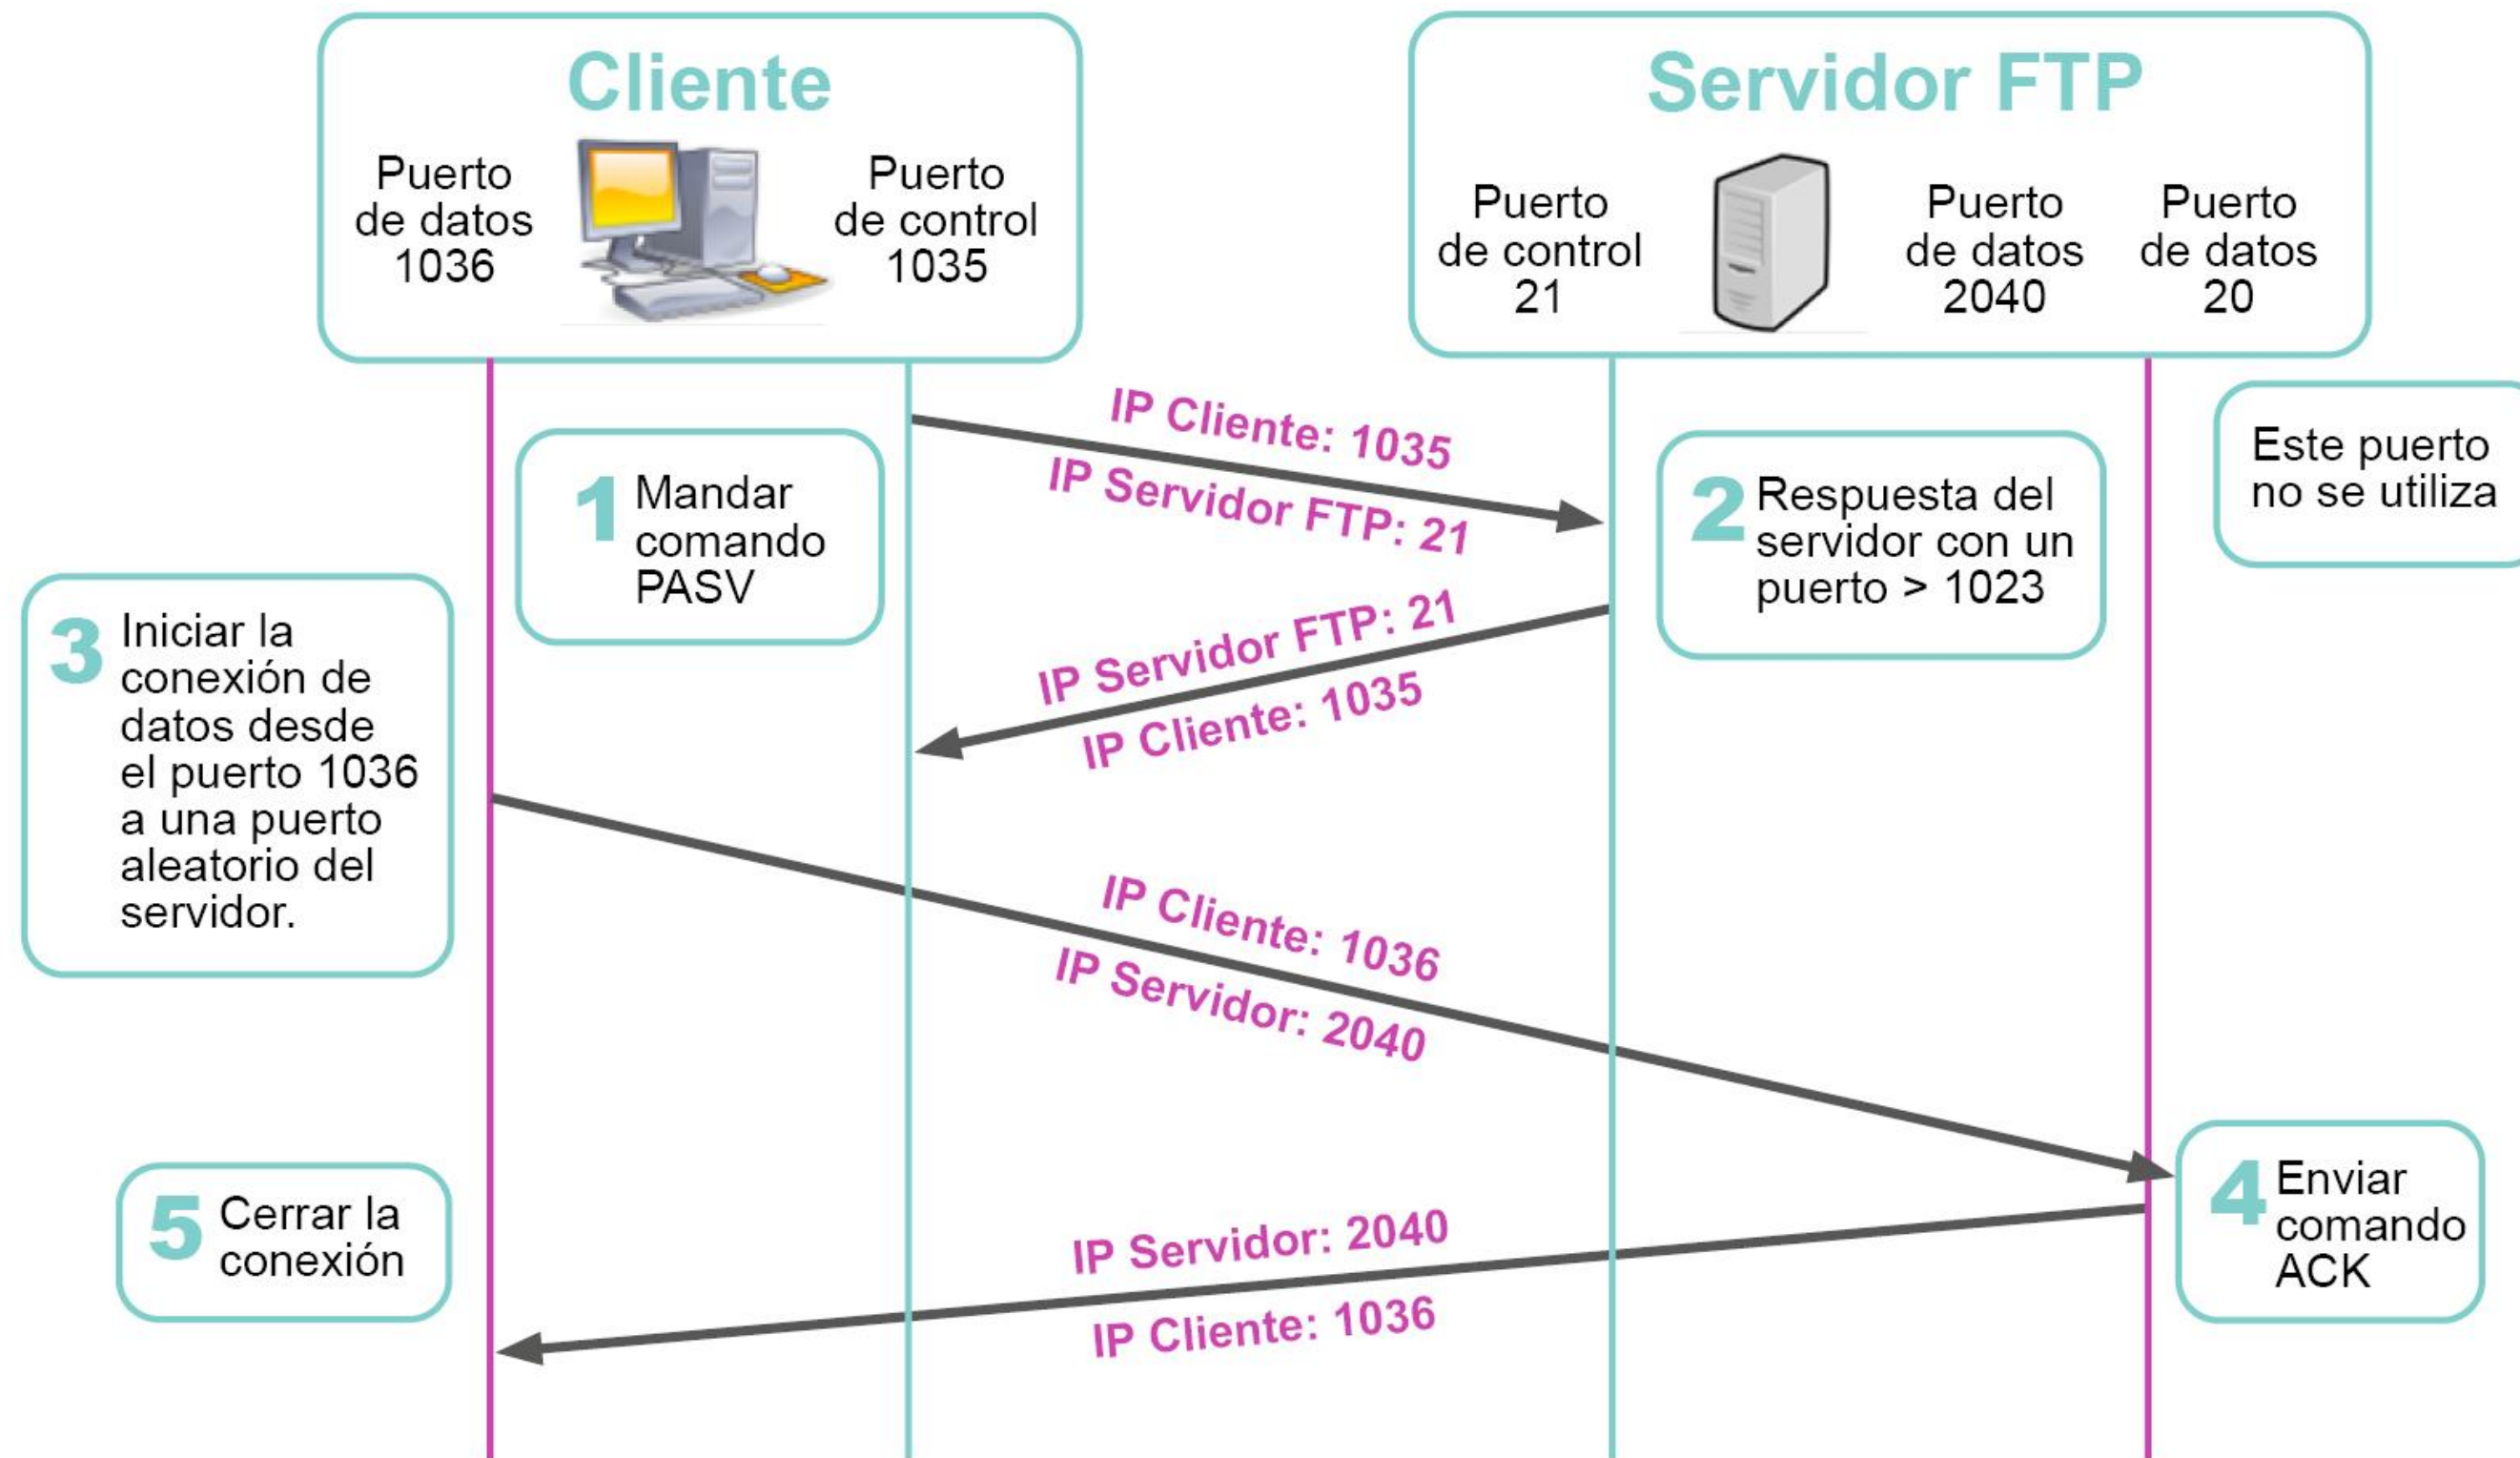 Cliente
Puerto
de datos
1036
Puerto
de control
1035
Servidor FTP
Puerto
de control
21
Puerto
de datos
2040
Puerto
de datos
20
IP Cliente: 1035
IP Servidor FTP: 21
1 Mandar
comando
PASV
2 Respuesta del
servidor con un
puerto > 1023
Este puerto
no se utiliza
IP Servidor FTP: 21
IP Cliente: 1035
3 Iniciar la
conexión de
datos desde
el puerto 1036
a una puerto
aleatorio del
servidor.
IP Cliente: 1036
IP Servidor: 2040
4 Enviar
comando
ACK
5 Cerrar la
conexión
IP Servidor: 2040
IP Cliente: 1036